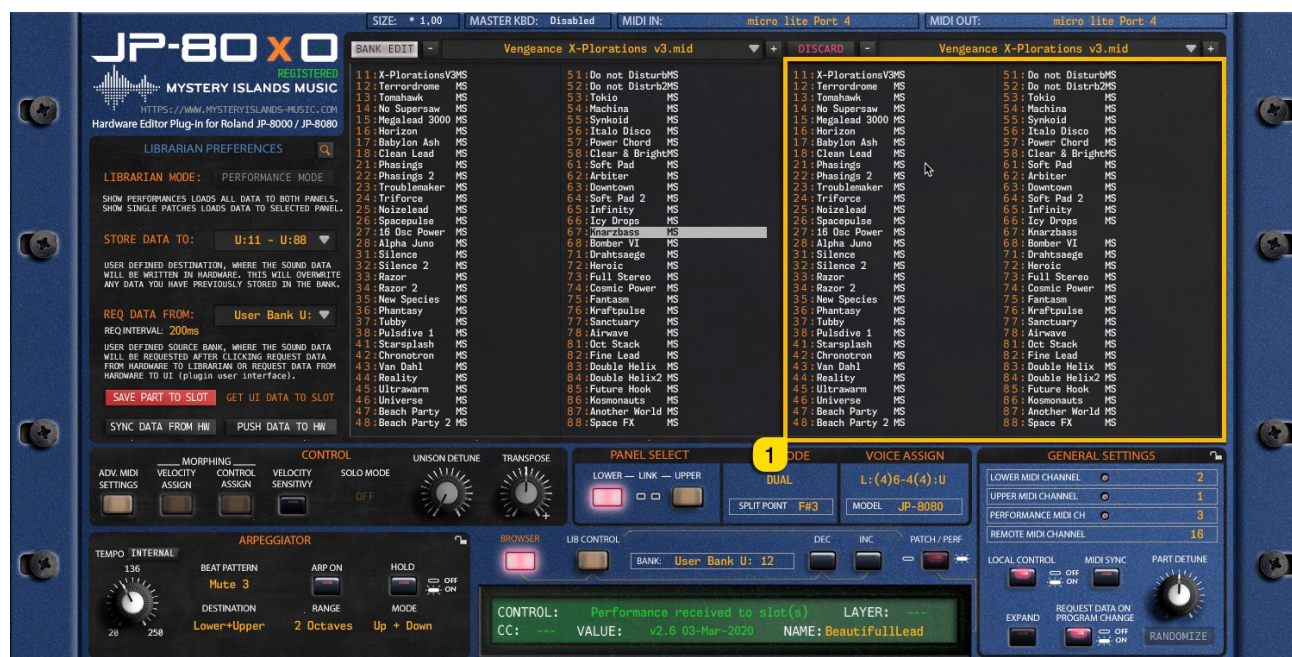 SIZE: * 1,00 MASTER KBD: Disabled MIDI IN: micro lite Port 4 MIDI OUT: micro lite Port 4
JP-80X0
REGISTERED
MYSTERY ISLANDS MUSIC
HTTPS://WWW.MYSTERYISLANDS-MUSIC.COM
Hardware Editor Plug-In for Roland JP-8000 / JP-8080
LIBRARIAN PREFERENCES
LIBRARIAN MODE: PERFORMANCE MODE
SHOW PERFORMANCES LOADS ALL DATA TO BOTH PANELS.
SHOW SINGLE PATCHES LOADS DATA TO SELECTED PANEL.
STORE DATA TO: U:11 - U:88
USER DEFINED DESTINATION, WHERE THE SOUND DATA
WILL BE WRITTEN IN HARDWARE. THIS WILL OVERWRITE
ANY DATA YOU HAVE PREVIOUSLY STORED IN THE BANK.
REQ DATA FROM: User Bank U:
REQ INTERVAL: 200ms
USER DEFINED SOURCE BANK, WHERE THE SOUND DATA
WILL BE REQUESTED AFTER CLICKING REQUEST DATA
FROM HARDWARE TO LIBRARIAN OR REQUEST DATA FROM
HARDWARE TO UI (plugin user interface).
SAVE PART TO SLOT GET UI DATA TO SLOT
SYNC DATA FROM HW PUSH DATA TO HW
BANK EDIT - Vengeance X-Plorations v3.mid +
11:X-PlorationsV3MS
12:Terrordrome MS
13:Tomahawk MS
14:No Supersaw MS
15:Megalead 3000 MS
16:Horizon MS
17:Babylon Ash MS
18:Clean Lead MS
21:Phasings MS
22:Phasings 2 MS
23:Troublemaker MS
24:Triforce MS
25:Noizelead MS
26:Spacepulse MS
27:16 Osc Power MS
28:Alpha Juno MS
31:Silence MS
32:Silence 2 MS
33:Razor MS
34:Razor 2 MS
35:New Species MS
36:Phantasy MS
37:Tubby MS
38:Pulsdive 1 MS
41:Starsplash MS
42:Chronotron MS
43:Van Dahl MS
44:Reality MS
45:Ultrawarm MS
46:Universe MS
47:Beach Party MS
48:Beach Party 2 MS
51:Do not DisturbMS
52:Do not Distrb2MS
53:Tokio MS
54:Machina MS
55:Synkoid MS
56:Italo Disco MS
57:Power Chord MS
58:Clear & BrightMS
61:Soft Pad MS
62:Arbiter MS
63:Downtown MS
64:Soft Pad 2 MS
65:Infinity MS
66:Icy Drops MS
67:Knarzbass MS
68:Bomber VI MS
71:Drahtsaege MS
72:Heroic MS
73:Full Stereo MS
74:Cosmic Power MS
75:Fantasm MS
76:Kraftpulse MS
77:Sanctuary MS
78:Airwave MS
81:Oct Stack MS
82:Fine Lead MS
83:Double Helix MS
84:Double Helix2 MS
85:Future Hook MS
86:Kosmonauts MS
87:Another World MS
88:Space FX MS
DISCARD - Vengeance X-Plorations v3.mid +
11:X-PlorationsV3MS
12:Terrordrome MS
13:Tomahawk MS
14:No Supersaw MS
15:Megalead 3000 MS
16:Horizon MS
17:Babylon Ash MS
18:Clean Lead MS
21:Phasings MS
22:Phasings 2 MS
23:Troublemaker MS
24:Triforce MS
25:Noizelead MS
26:Spacepulse MS
27:16 Osc Power MS
28:Alpha Juno MS
31:Silence MS
32:Silence 2 MS
33:Razor MS
34:Razor 2 MS
35:New Species MS
36:Phantasy MS
37:Tubby MS
38:Pulsdive 1 MS
41:Starsplash MS
42:Chronotron MS
43:Van Dahl MS
44:Reality MS
45:Ultrawarm MS
46:Universe MS
47:Beach Party MS
48:Beach Party 2 MS
51:Do not DisturbMS
52:Do not Distrb2MS
53:Tokio MS
54:Machina MS
55:Synkoid MS
56:Italo Disco MS
57:Power Chord MS
58:Clear & BrightMS
61:Soft Pad MS
62:Arbiter MS
63:Downtown MS
64:Soft Pad 2 MS
65:Infinity MS
66:Icy Drops MS
67:Knarzbass MS
68:Bomber VI MS
71:Drahtsaege MS
72:Heroic MS
73:Full Stereo MS
74:Cosmic Power MS
75:Fantasm MS
76:Kraftpulse MS
77:Sanctuary MS
78:Airwave MS
81:Oct Stack MS
82:Fine Lead MS
83:Double Helix MS
84:Double Helix2 MS
85:Future Hook MS
86:Kosmonauts MS
87:Another World MS
88:Space FX MS
1
CONTROL
ADV. MIDI SETTINGS
MORPHING
VELOCITY ASSIGN
CONTROL ASSIGN
VELOCITY SENSITIVY
SOLO MODE
OFF
UNISON DETUNE
TRANSPOSE
- +
PANEL SELECT
LOWER — LINK — UPPER
DUAL
SPLIT POINT F#3
VOICE ASSIGN
L:(4)6-4(4):U
MODEL JP-8080
GENERAL SETTINGS
LOWER MIDI CHANNEL 2
UPPER MIDI CHANNEL 1
PERFORMANCE MIDI CH 3
REMOTE MIDI CHANNEL 16
LOCAL CONTROL
OFF
ON
MIDI SYNC
PART DETUNE
EXPAND
REQUEST DATA ON
PROGRAM CHANGE
OFF
ON
RANDOMIZE
ARPEGGIATOR
TEMPO INTERNAL
136
20 250
BEAT PATTERN
Mute 3
ARP ON
HOLD
OFF
ON
DESTINATION
Lower+Upper
RANGE
2 Octaves
MODE
Up + Down
BROWSER
LIB CONTROL
BANK: User Bank U: 12
DEC
INC
PATCH / PERF
CONTROL: Performance received to slot(s) LAYER: ---
CC: --- VALUE: v2.6 03-Mar-2020 NAME:BeautifullLead